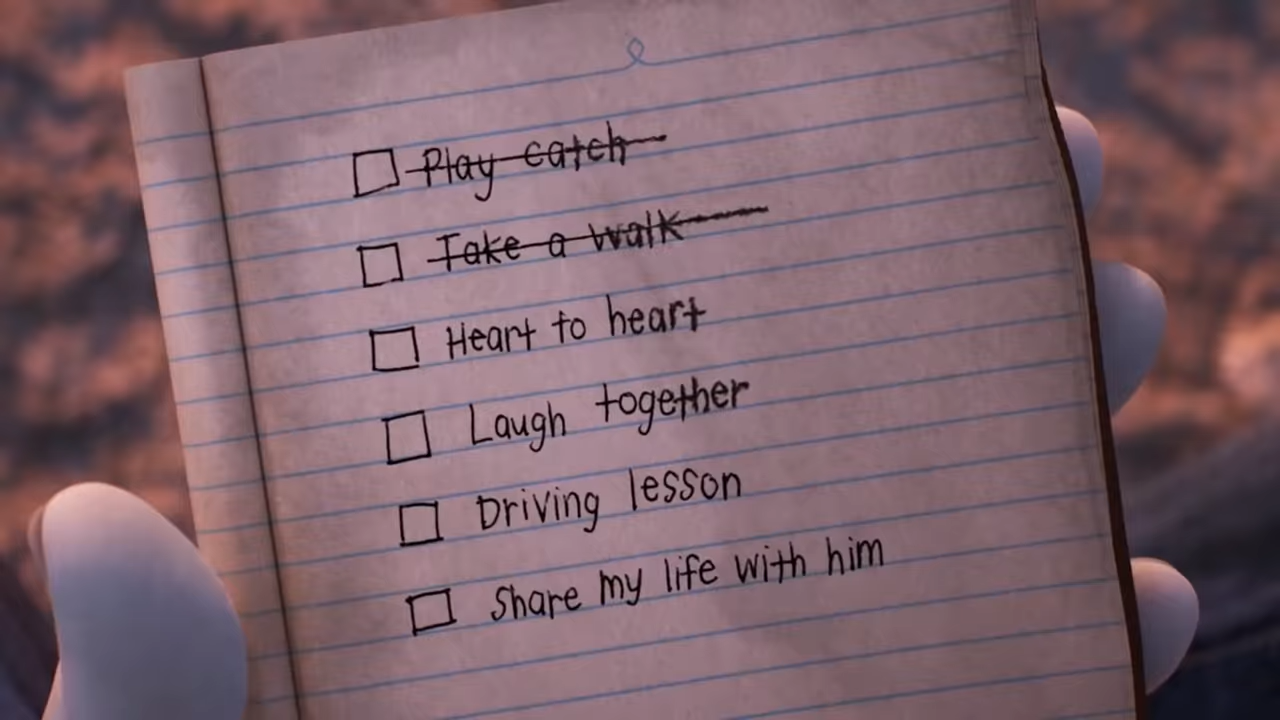 Play catch
Take a walk
Heart to heart
Laugh together
Driving lesson
Share my life with him